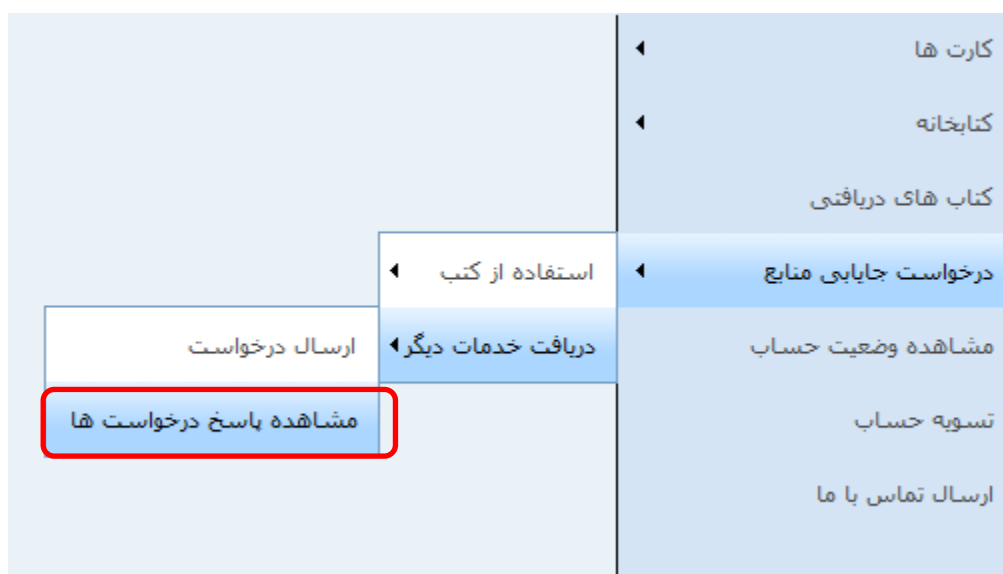 کارت ها
کتابخانه
کتاب های دریافتی
درخواست جایابی منابع
استفاده از کتب
مشاهده وضعیت حساب
دریافت خدمات دیگر
ارسال درخواست
تسویه حساب
مشاهده پاسخ درخواست ها
ارسال تماس با ما